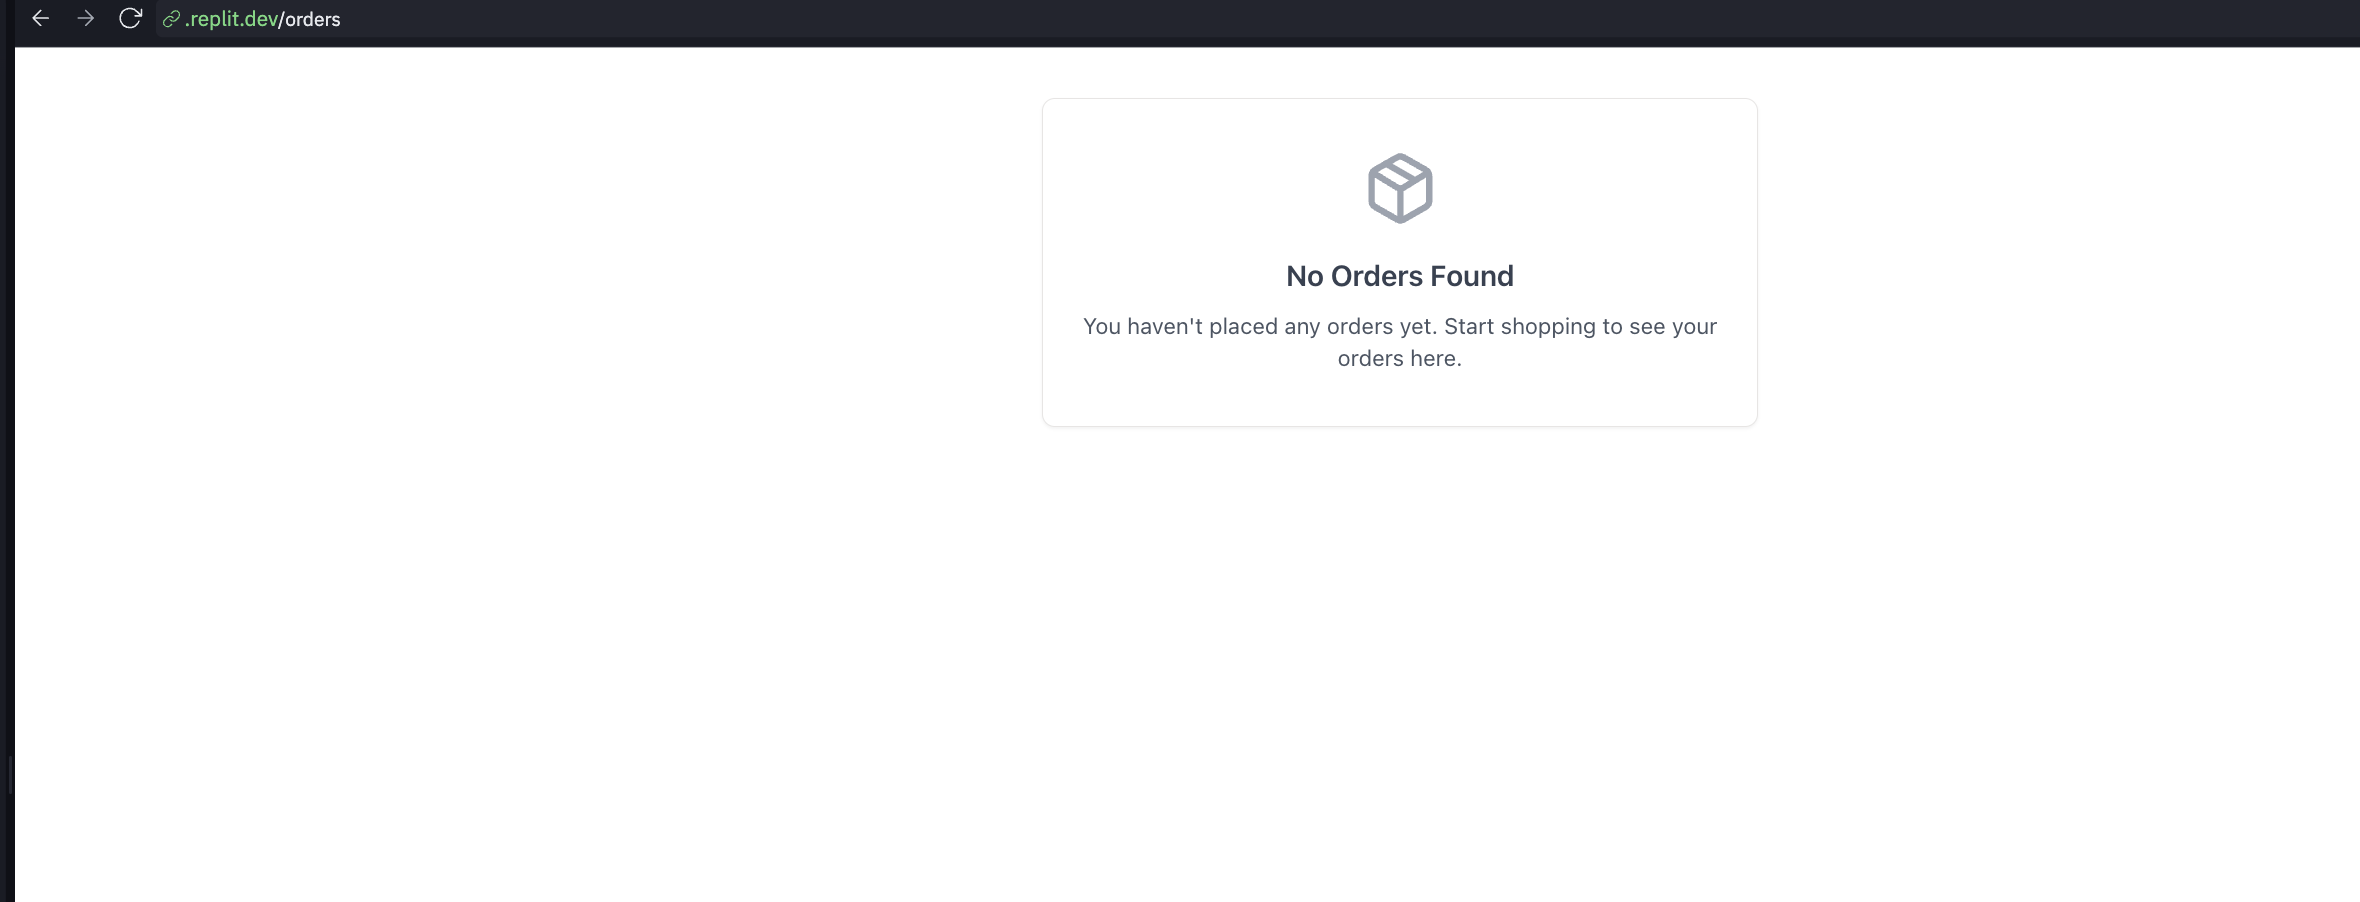 .replit.dev/orders
No Orders Found
You haven't placed any orders yet. Start shopping to see your
orders here.